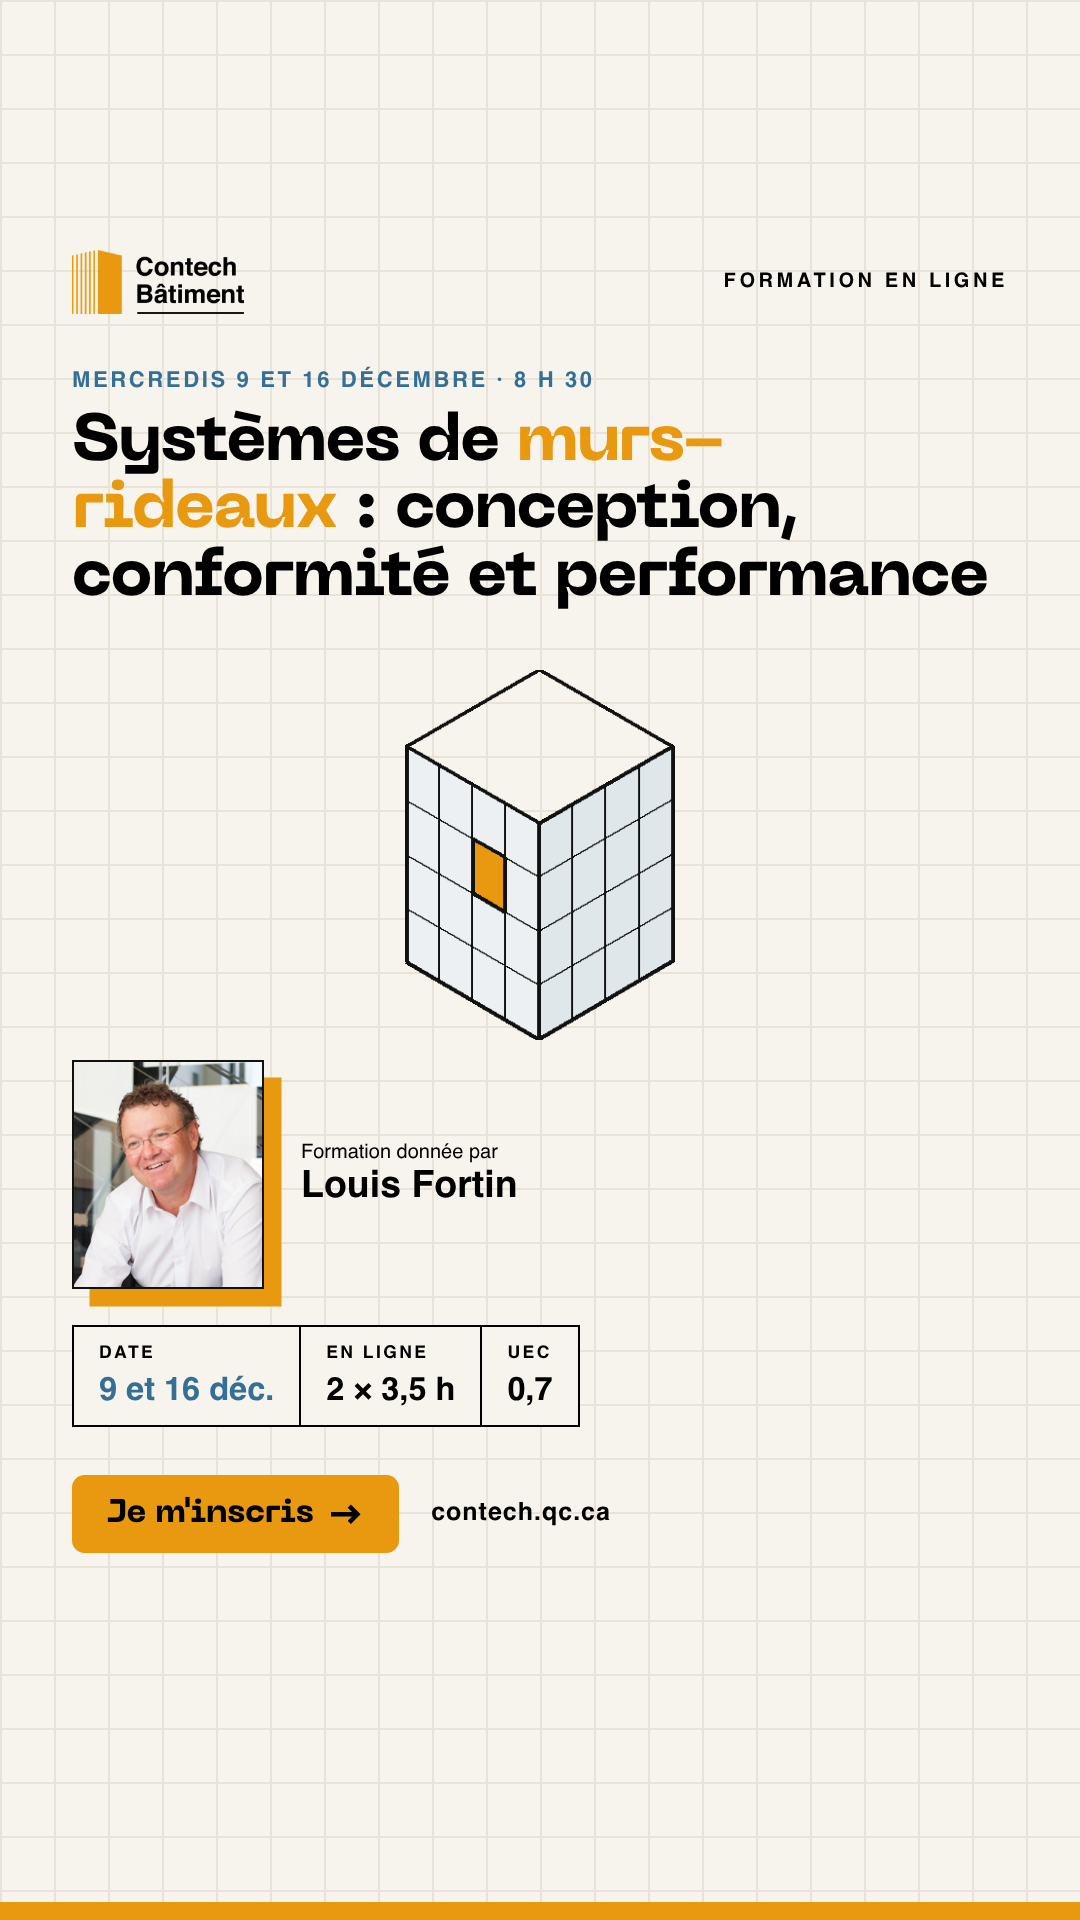 Contech
Bâtiment
FORMATION EN LIGNE
MERCREDIS 9 ET 16 DÉCEMBRE · 8 H 30
Systèmes de murs-
rideaux : conception,
conformité et performance
Formation donnée par
Louis Fortin
DATE
9 et 16 déc.
EN LIGNE
2 × 3,5 h
UEC
0,7
Je m'inscris →
contech.qc.ca